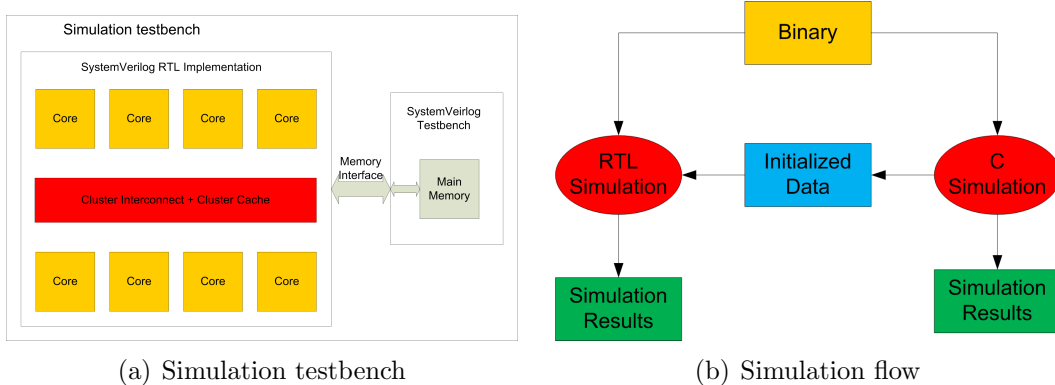 Simulation testbench
SystemVerilog RTL Implementation
Core Core Core Core
Cluster Interconnect + Cluster Cache
Core Core Core Core
Memory
Interface
SystemVeirlog
Testbench
Main
Memory
(a) Simulation testbench
Binary
RTL
Simulation
Initialized
Data
C
Simulation
Simulation
Results
Simulation
Results
(b) Simulation flow